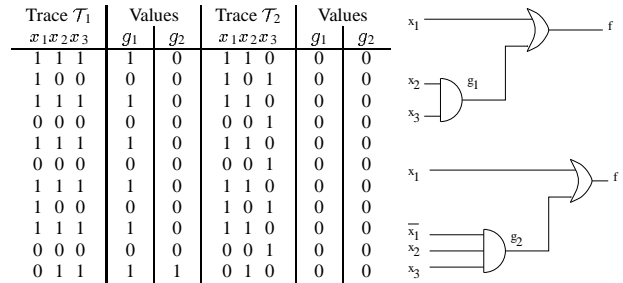 Trace 𝒯₁ Values Trace 𝒯₂ Values
x₁x₂x₃ g₁ g₂ x₁x₂x₃ g₁ g₂
1 1 1 1 0 1 1 0 0 0
1 0 0 0 0 1 0 1 0 0
1 1 1 1 0 1 1 0 0 0
0 0 0 0 0 0 0 1 0 0
1 1 1 1 0 1 1 0 0 0
0 0 0 0 0 0 0 1 0 0
1 1 1 1 0 1 1 0 0 0
1 0 0 0 0 1 0 1 0 0
1 1 1 1 0 1 1 0 0 0
0 0 0 0 0 0 0 1 0 0
0 1 1 1 1 0 1 0 0 0
x₁
f
x₂
g₁
x₃
x₁
f
x̅₁
g₂
x₂
x₃